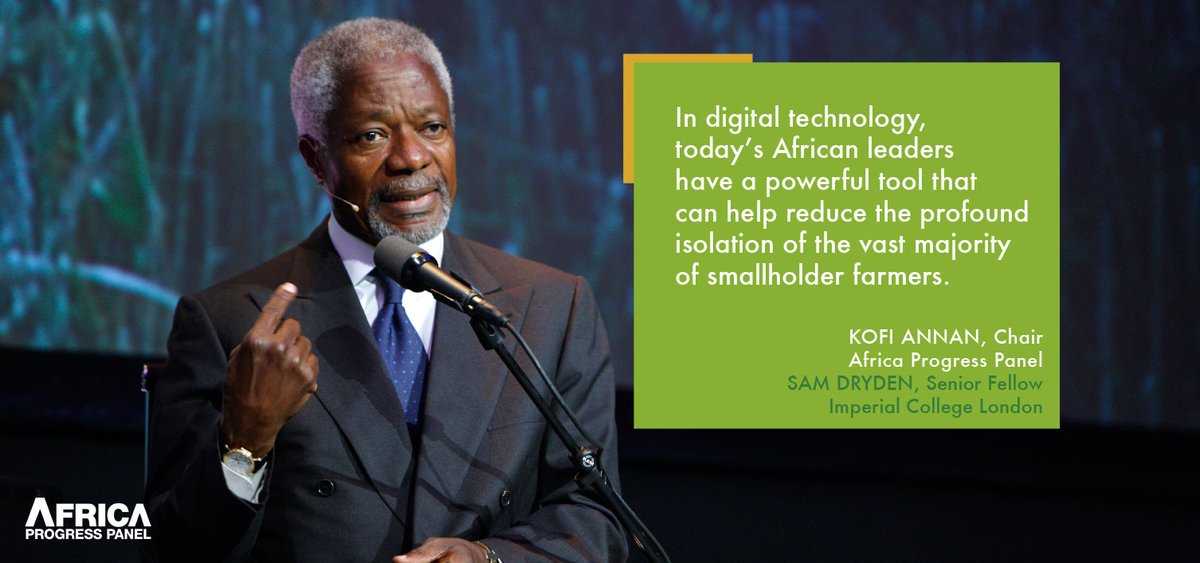 In digital technology,
today’s African leaders
have a powerful tool that
can help reduce the profound
isolation of the vast majority
of smallholder farmers.
KOFI ANNAN, Chair
Africa Progress Panel
SAM DRYDEN, Senior Fellow
Imperial College London
AFRICA
PROGRESS PANEL